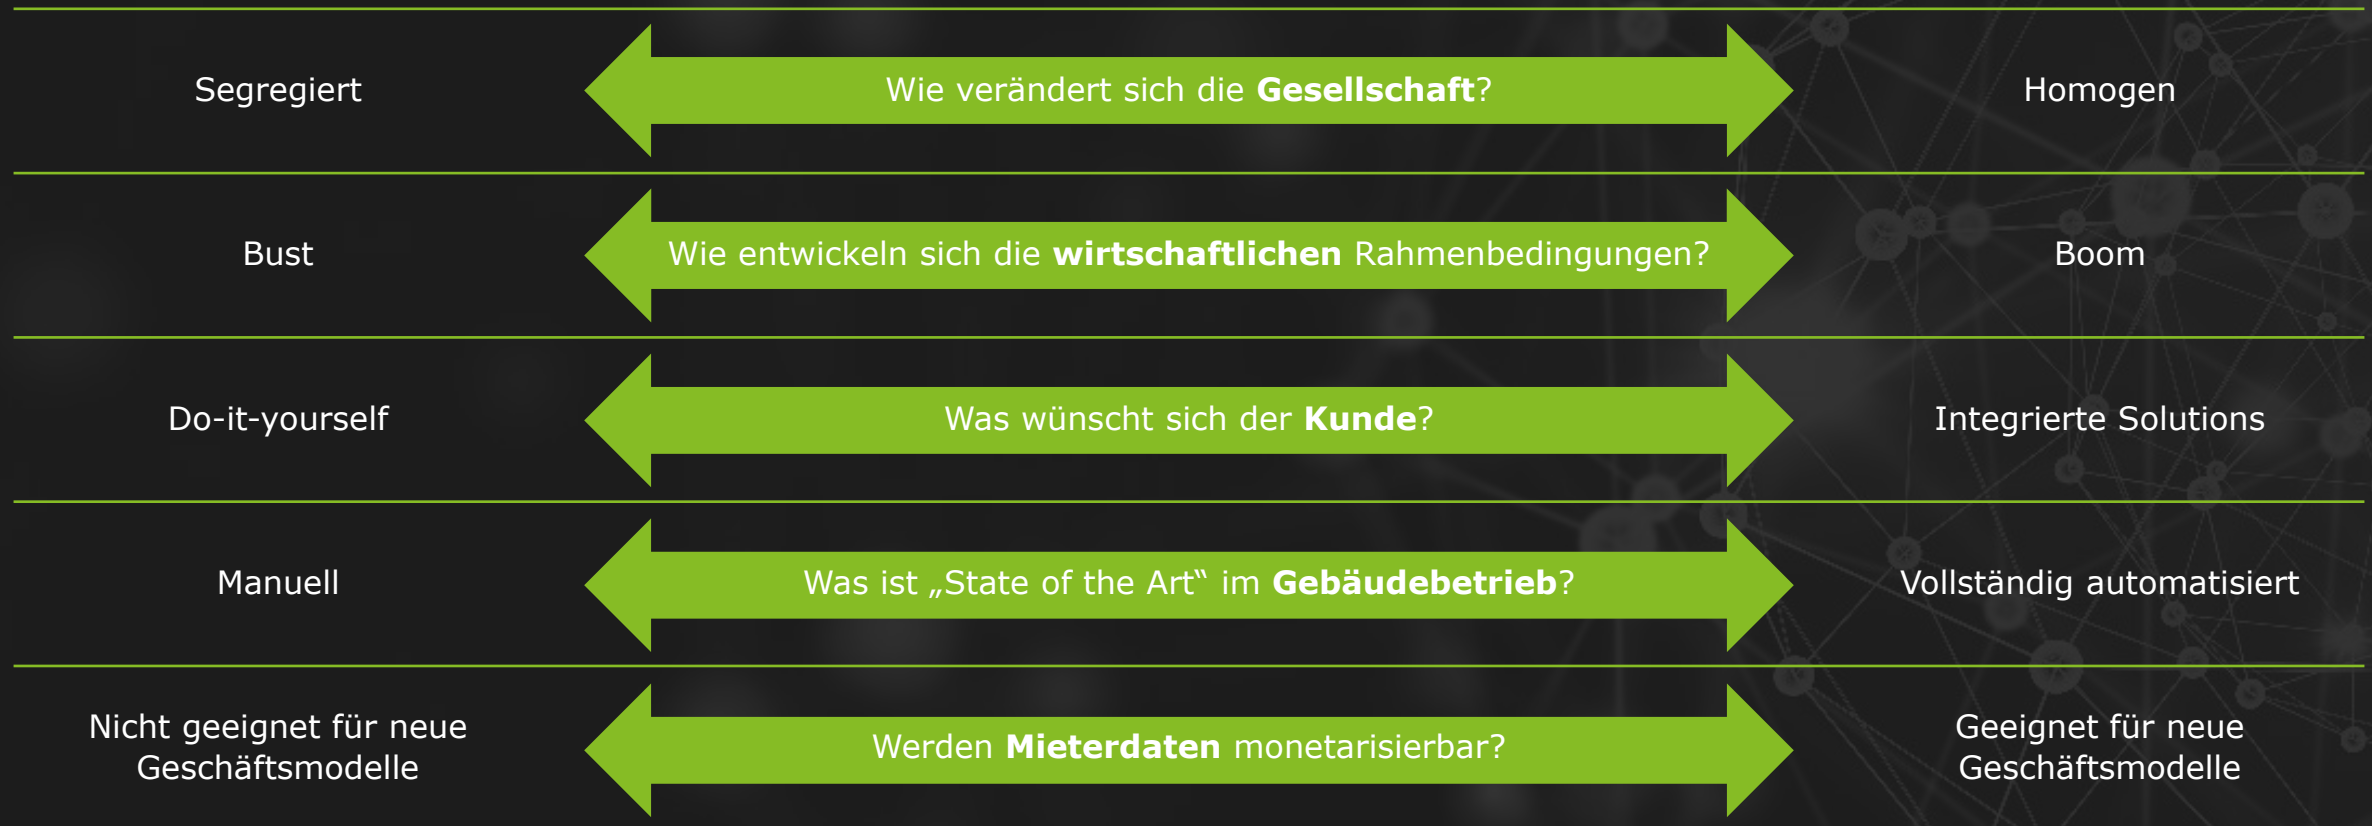 Segregiert
Wie verändert sich die Gesellschaft?
Homogen
Bust
Wie entwickeln sich die wirtschaftlichen Rahmenbedingungen?
Boom
Do-it-yourself
Was wünscht sich der Kunde?
Integrierte Solutions
Manuell
Was ist „State of the Art“ im Gebäudebetrieb?
Vollständig automatisiert
Nicht geeignet für neue
Geschäftsmodelle
Werden Mieterdaten monetarisierbar?
Geeignet für neue
Geschäftsmodelle